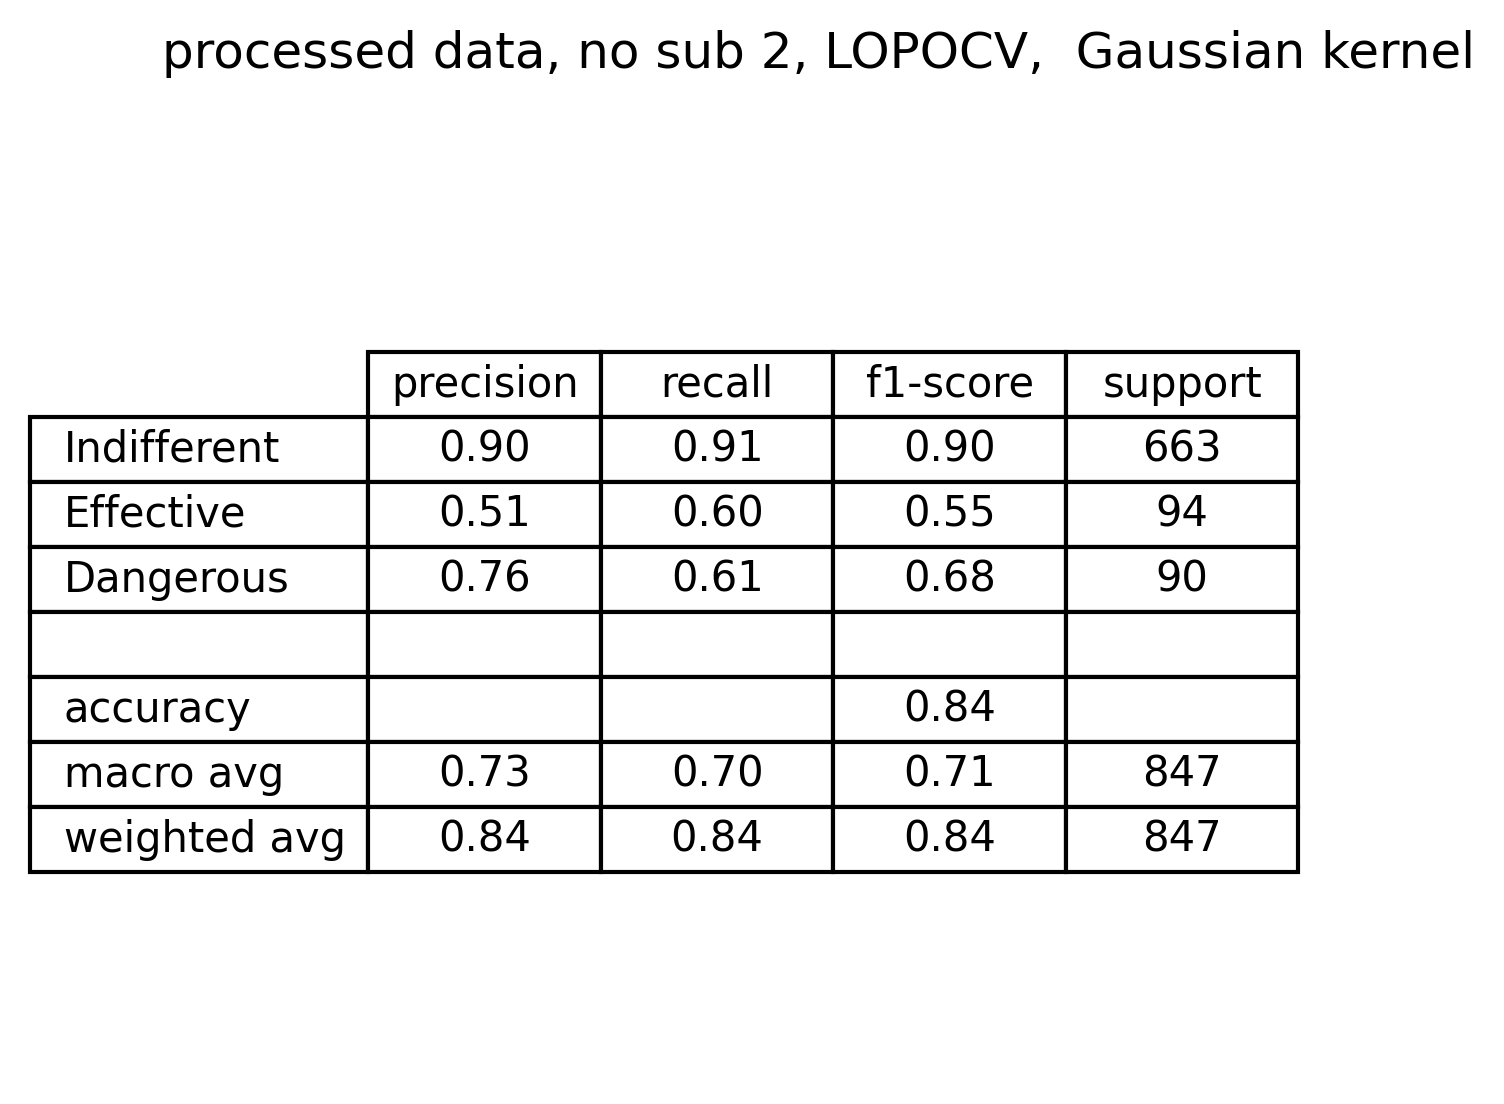 processed data, no sub 2, LOPOCV,  Gaussian kernel
precision recall f1-score support
Indifferent 0.90 0.91 0.90 663
Effective 0.51 0.60 0.55 94
Dangerous 0.76 0.61 0.68 90
accuracy 0.84
macro avg 0.73 0.70 0.71 847
weighted avg 0.84 0.84 0.84 847